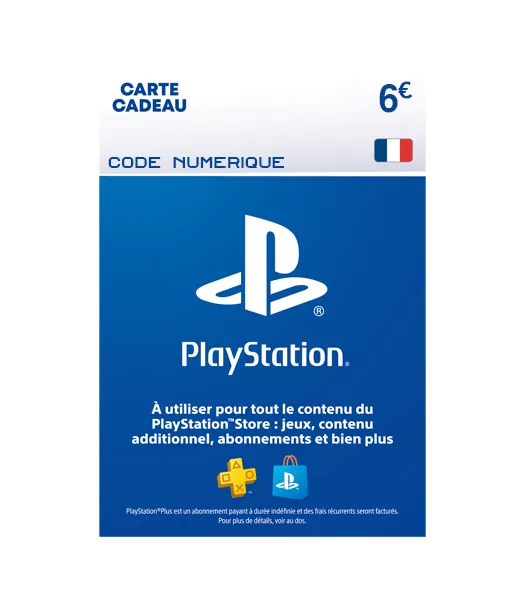 CARTE
CADEAU
6€
CODE NUMERIQUE
®
PlayStation®
À utiliser pour tout le contenu du
PlayStation™Store : jeux, contenu
additionnel, abonnements et bien plus
PlayStation®Plus est un abonnement payant à durée indéfinie et des frais récurrents seront facturés.
Pour plus de détails, voir au dos.